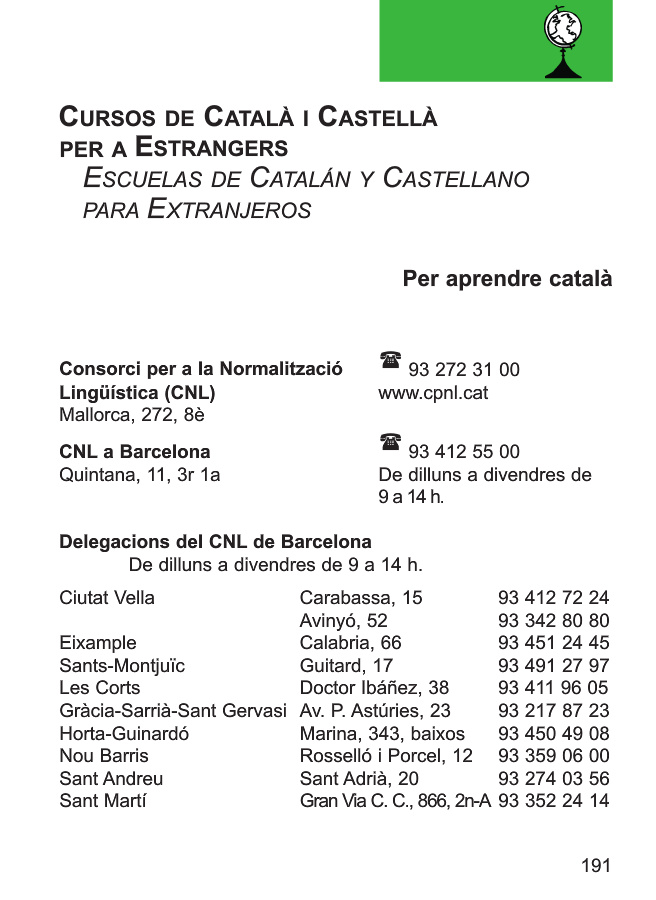 CURSOS DE CATALÀ I CASTELLÀ
PER A ESTRANGERS
ESCUELAS DE CATALÁN Y CASTELLANO
PARA EXTRANJEROS
Per aprendre català
Consorci per a la Normalització ☎ 93 272 31 00
Lingüística (CNL) www.cpnl.cat
Mallorca, 272, 8è
CNL a Barcelona ☎ 93 412 55 00
Quintana, 11, 3r 1a De dilluns a divendres de
9 a 14 h.
Delegacions del CNL de Barcelona
De dilluns a divendres de 9 a 14 h.
Ciutat Vella Carabassa, 15 93 412 72 24
Avinyó, 52 93 342 80 80
Eixample Calabria, 66 93 451 24 45
Sants-Montjuïc Guitard, 17 93 491 27 97
Les Corts Doctor Ibáñez, 38 93 411 96 05
Gràcia-Sarrià-Sant Gervasi Av. P. Astúries, 23 93 217 87 23
Horta-Guinardó Marina, 343, baixos 93 450 49 08
Nou Barris Rosselló i Porcel, 12 93 359 06 00
Sant Andreu Sant Adrià, 20 93 274 03 56
Sant Martí Gran Via C. C., 866, 2n-A 93 352 24 14
191